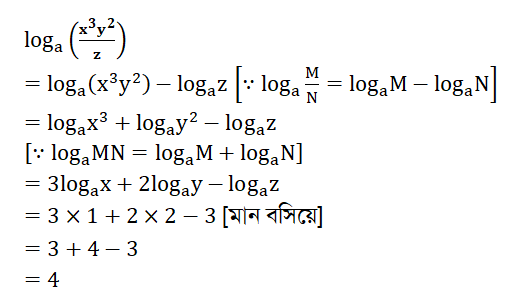 logₐ(x³y²/z)
= logₐ(x³y²) − logₐz [∵ logₐ M/N = logₐM − logₐN]
= logₐx³ + logₐy² − logₐz
[∵ logₐMN = logₐM + logₐN]
= 3logₐx + 2logₐy − logₐz
= 3 × 1 + 2 × 2 − 3 [মান বসিয়ে]
= 3 + 4 − 3
= 4